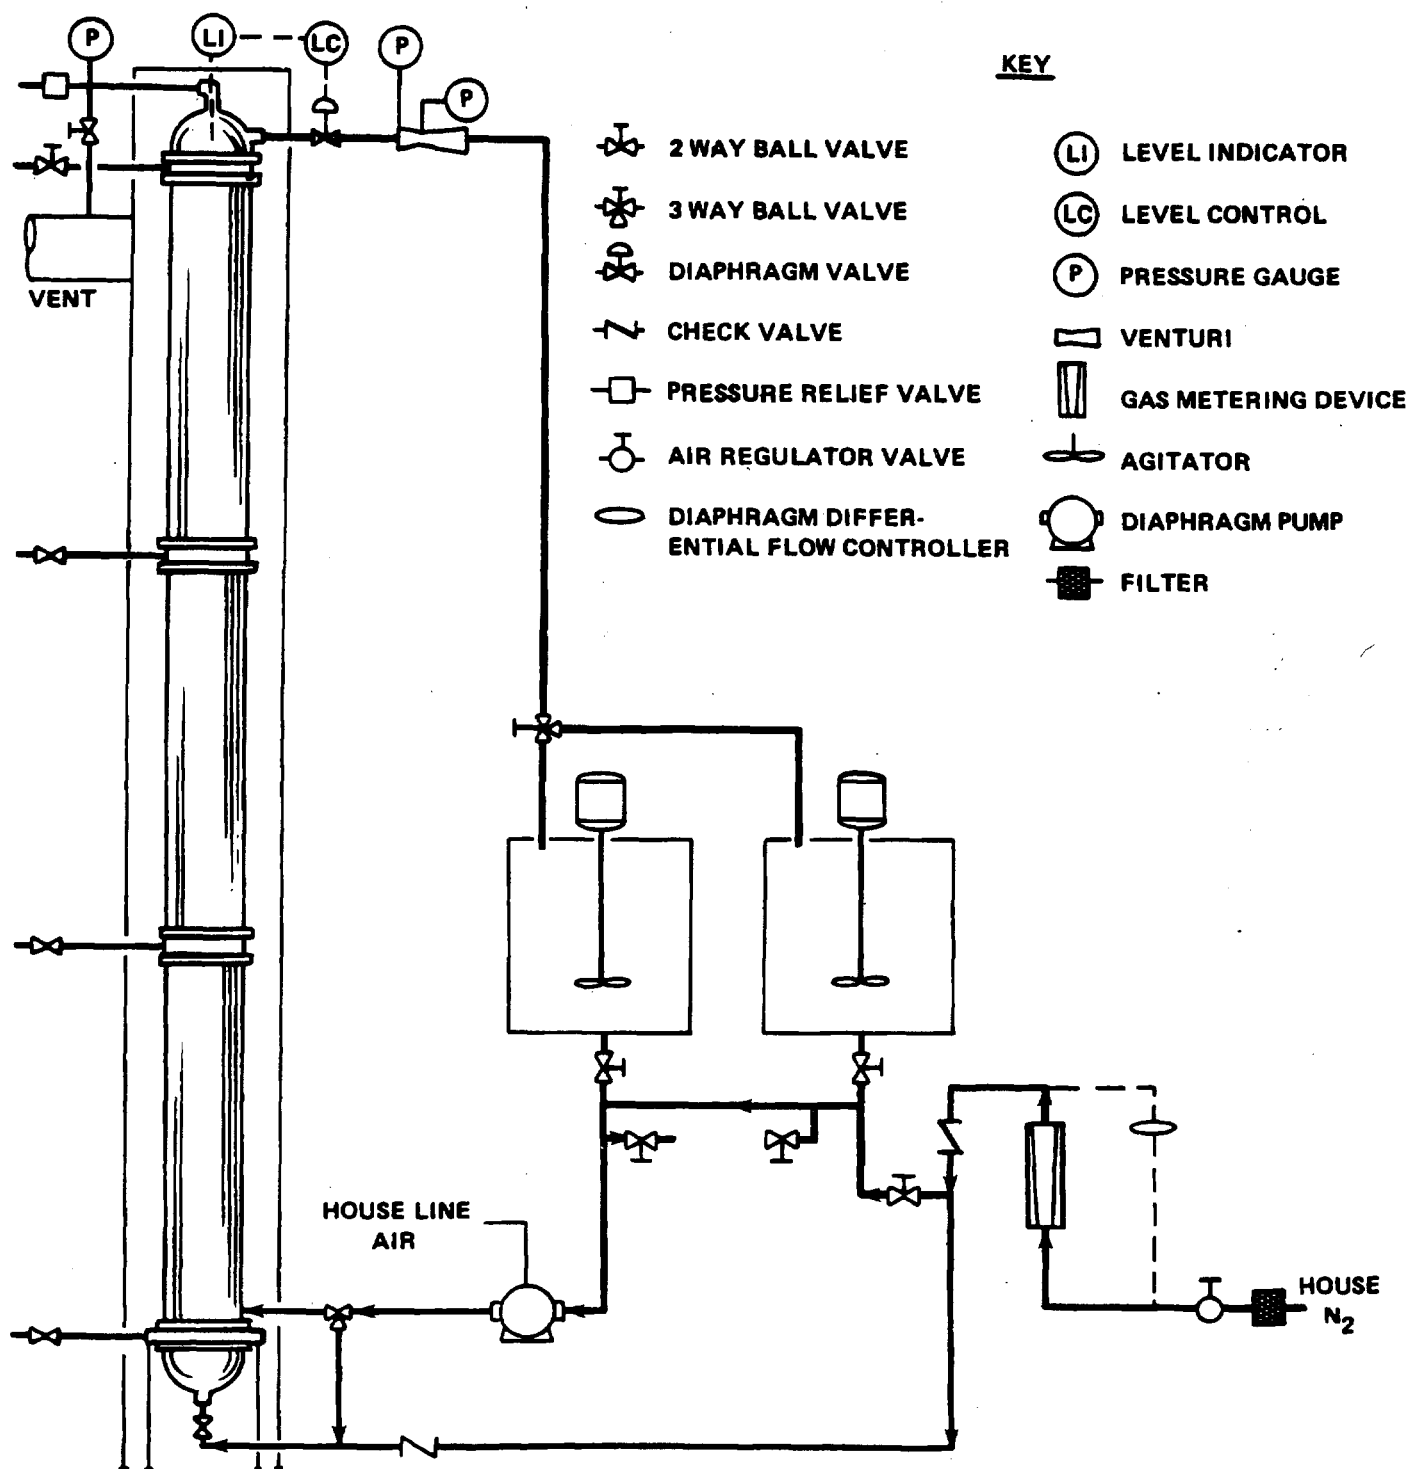 P
LI
LC
P
P
VENT
KEY
2 WAY BALL VALVE
3 WAY BALL VALVE
DIAPHRAGM VALVE
CHECK VALVE
PRESSURE RELIEF VALVE
AIR REGULATOR VALVE
DIAPHRAGM DIFFER-
ENTIAL FLOW CONTROLLER
LI LEVEL INDICATOR
LC LEVEL CONTROL
P PRESSURE GAUGE
VENTURI
GAS METERING DEVICE
AGITATOR
DIAPHRAGM PUMP
FILTER
HOUSE LINE
AIR
HOUSE
N2